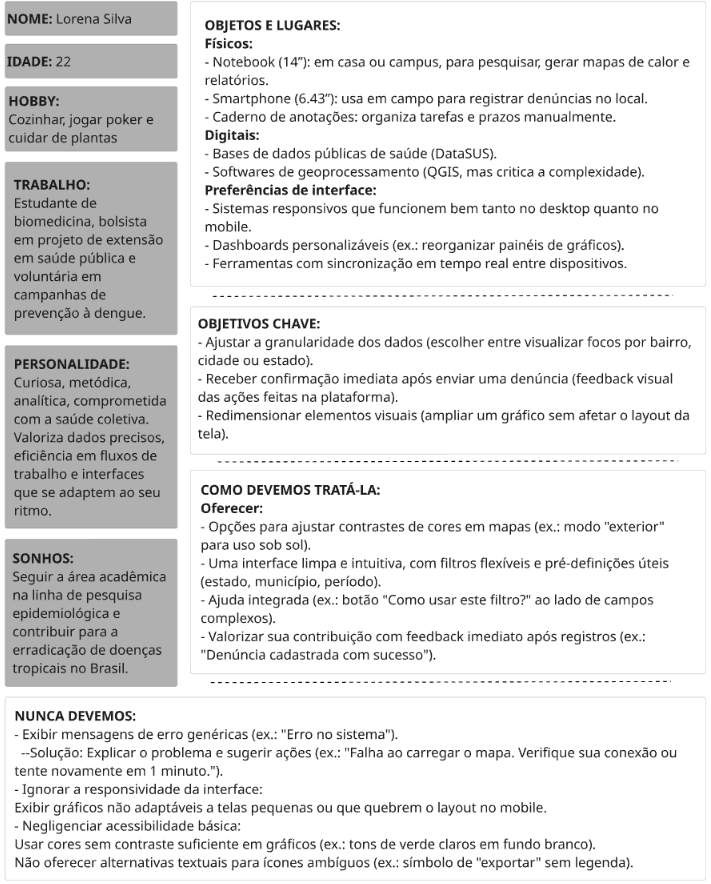 NOME: Lorena Silva
IDADE: 22
HOBBY:
Cozinhar, jogar poker e
cuidar de plantas
TRABALHO:
Estudante de
biomedicina, bolsista
em projeto de extensão
em saúde pública e
voluntária em
campanhas de
prevenção à dengue.
PERSONALIDADE:
Curiosa, metódica,
analítica, comprometida
com a saúde coletiva.
Valoriza dados precisos,
eficiência em fluxos de
trabalho e interfaces
que se adaptem ao seu
ritmo.
SONHOS:
Seguir a área acadêmica
na linha de pesquisa
epidemiológica e
contribuir para a
erradicação de doenças
tropicais no Brasil.
OBJETOS E LUGARES:
Físicos:
- Notebook (14”): em casa ou campus, para pesquisar, gerar mapas de calor e
relatórios.
- Smartphone (6.43”): usa em campo para registrar denúncias no local.
- Caderno de anotações: organiza tarefas e prazos manualmente.
Digitais:
- Bases de dados públicas de saúde (DataSUS).
- Softwares de geoprocessamento (QGIS, mas critica a complexidade).
Preferências de interface:
- Sistemas responsivos que funcionem bem tanto no desktop quanto no
mobile.
- Dashboards personalizáveis (ex.: reorganizar painéis de gráficos).
- Ferramentas com sincronização em tempo real entre dispositivos.
OBJETIVOS CHAVE:
- Ajustar a granularidade dos dados (escolher entre visualizar focos por bairro,
cidade ou estado).
- Receber confirmação imediata após enviar uma denúncia (feedback visual
das ações feitas na plataforma).
- Redimensionar elementos visuais (ampliar um gráfico sem afetar o layout da
tela).
COMO DEVEMOS TRATÁ-LA:
Oferecer:
- Opções para ajustar contrastes de cores em mapas (ex.: modo "exterior"
para uso sob sol).
- Uma interface limpa e intuitiva, com filtros flexíveis e pré-definições úteis
(estado, município, período).
- Ajuda integrada (ex.: botão "Como usar este filtro?" ao lado de campos
complexos).
- Valorizar sua contribuição com feedback imediato após registros (ex.:
"Denúncia cadastrada com sucesso").
NUNCA DEVEMOS:
- Exibir mensagens de erro genéricas (ex.: "Erro no sistema").
--Solução: Explicar o problema e sugerir ações (ex.: "Falha ao carregar o mapa. Verifique sua conexão ou
tente novamente em 1 minuto.").
- Ignorar a responsividade da interface:
Exibir gráficos não adaptáveis a telas pequenas ou que quebrem o layout no mobile.
- Negligenciar acessibilidade básica:
Usar cores sem contraste suficiente em gráficos (ex.: tons de verde claros em fundo branco).
Não oferecer alternativas textuais para ícones ambíguos (ex.: símbolo de "exportar" sem legenda).